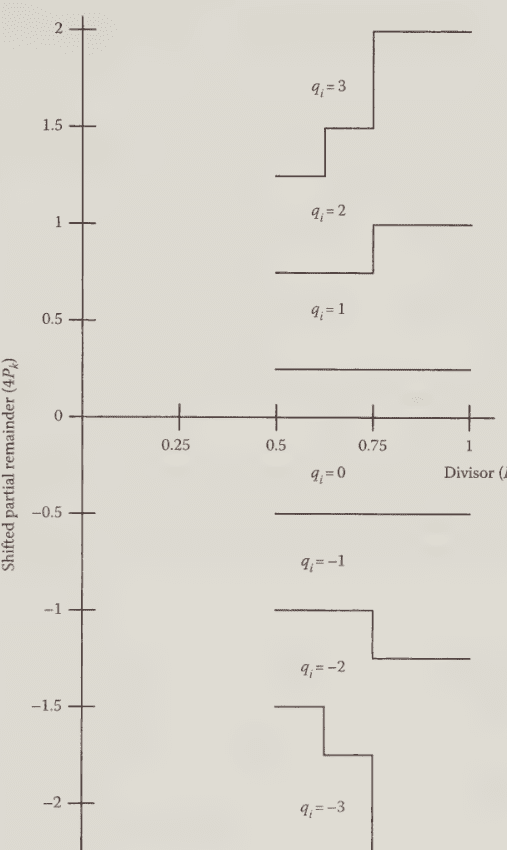 2
q_i = 3
1.5
q_i = 2
1
q_i = 1
0.5
0
0.25
0.5
0.75
1
q_i = 0
Divisor (
−0.5
Shifted partial remainder (4P_k)
q_i = −1
−1
q_i = −2
−1.5
−2
q_i = −3